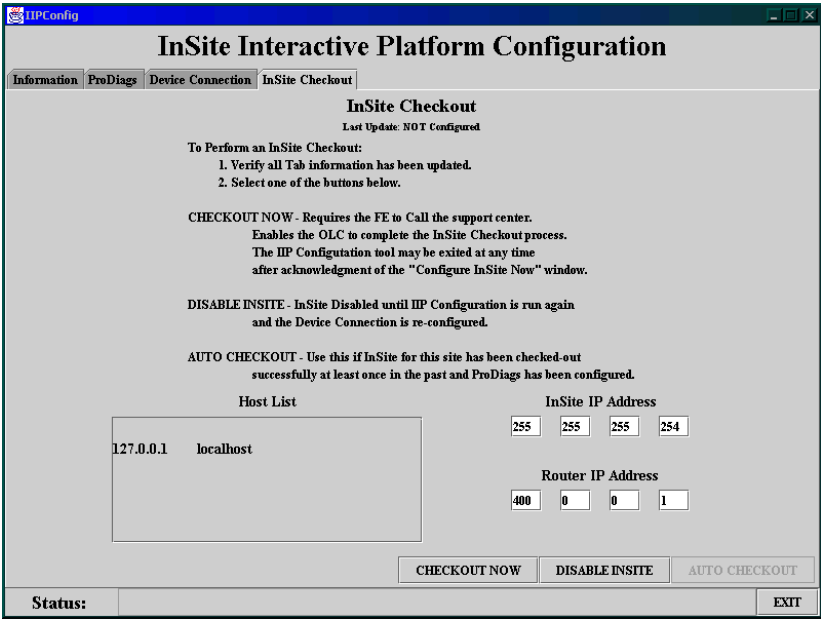 IIPConfig
InSite Interactive Platform Configuration
Information ProDiags Device Connection InSite Checkout
InSite Checkout
Last Update: NOT Configured
To Perform an InSite Checkout:
1. Verify all Tab information has been updated.
2. Select one of the buttons below.
CHECKOUT NOW - Requires the FE to Call the support center.
Enables the OLC to complete the InSite Checkout process.
The IIP Configutation tool may be exited at any time
after acknowledgment of the "Configure InSite Now" window.
DISABLE INSITE - InSite Disabled until IIP Configuration is run again
and the Device Connection is re-configured.
AUTO CHECKOUT - Use this if InSite for this site has been checked-out
successfully at least once in the past and ProDiags has been configured.
Host List
127.0.0.1 localhost
InSite IP Address
255 255 255 254
Router IP Address
400 0 0 1
CHECKOUT NOW DISABLE INSITE AUTO CHECKOUT
Status: EXIT